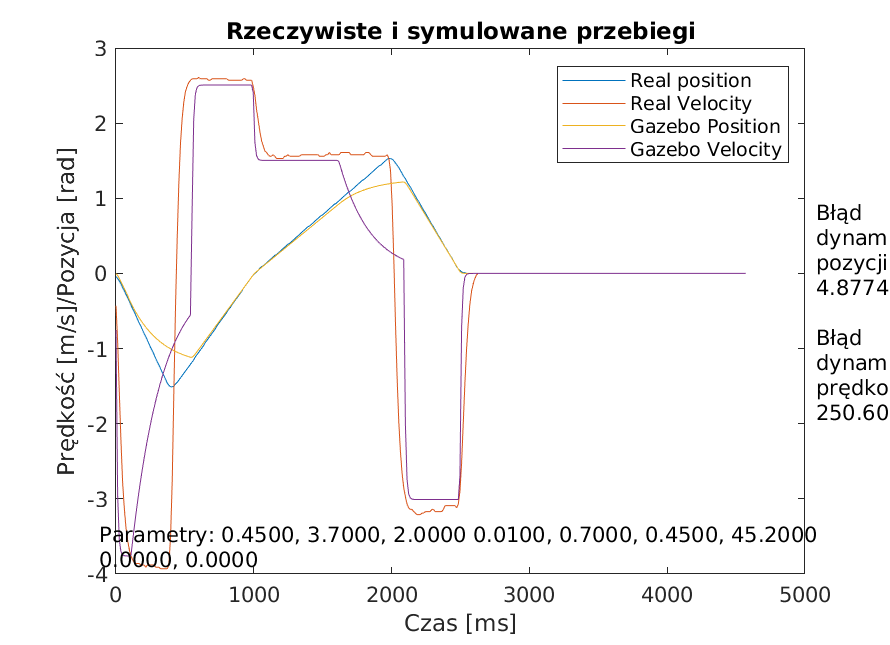 Rzeczywiste i symulowane przebiegi
Real position
Real Velocity
Gazebo Position
Gazebo Velocity
Prędkość [m/s]/Pozycja [rad]
3
2
1
0
-1
-2
-3
-4
Błąd
dynam
pozycji
4.8774
Błąd
dynam
prędko
250.60
Parametry: 0.4500, 3.7000, 2.0000 0.0100, 0.7000, 0.4500, 45.2000
0.0000, 0.0000
0 1000 2000 3000 4000 5000
Czas [ms]